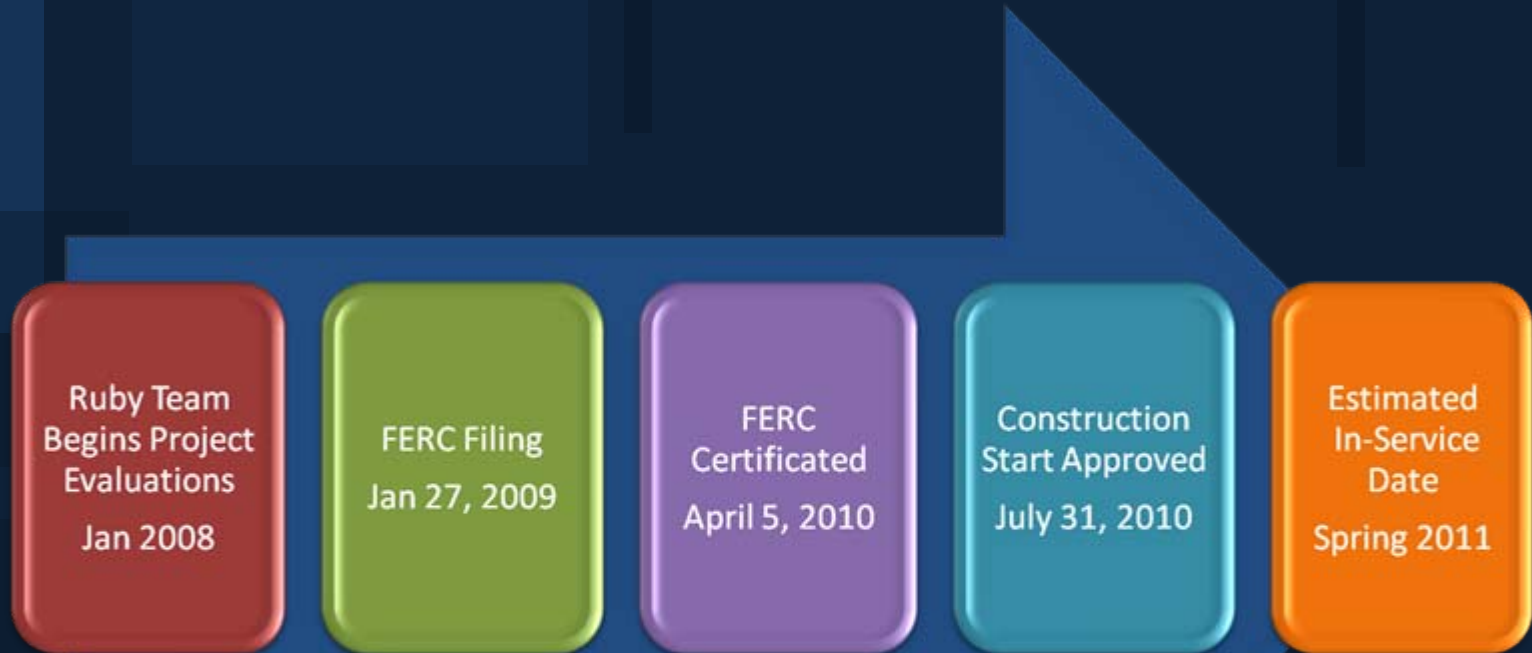 Ruby Team
Begins Project
Evaluations
Jan 2008
FERC Filing
Jan 27, 2009
FERC
Certificated
April 5, 2010
Construction
Start Approved
July 31, 2010
Estimated
In-Service
Date
Spring 2011